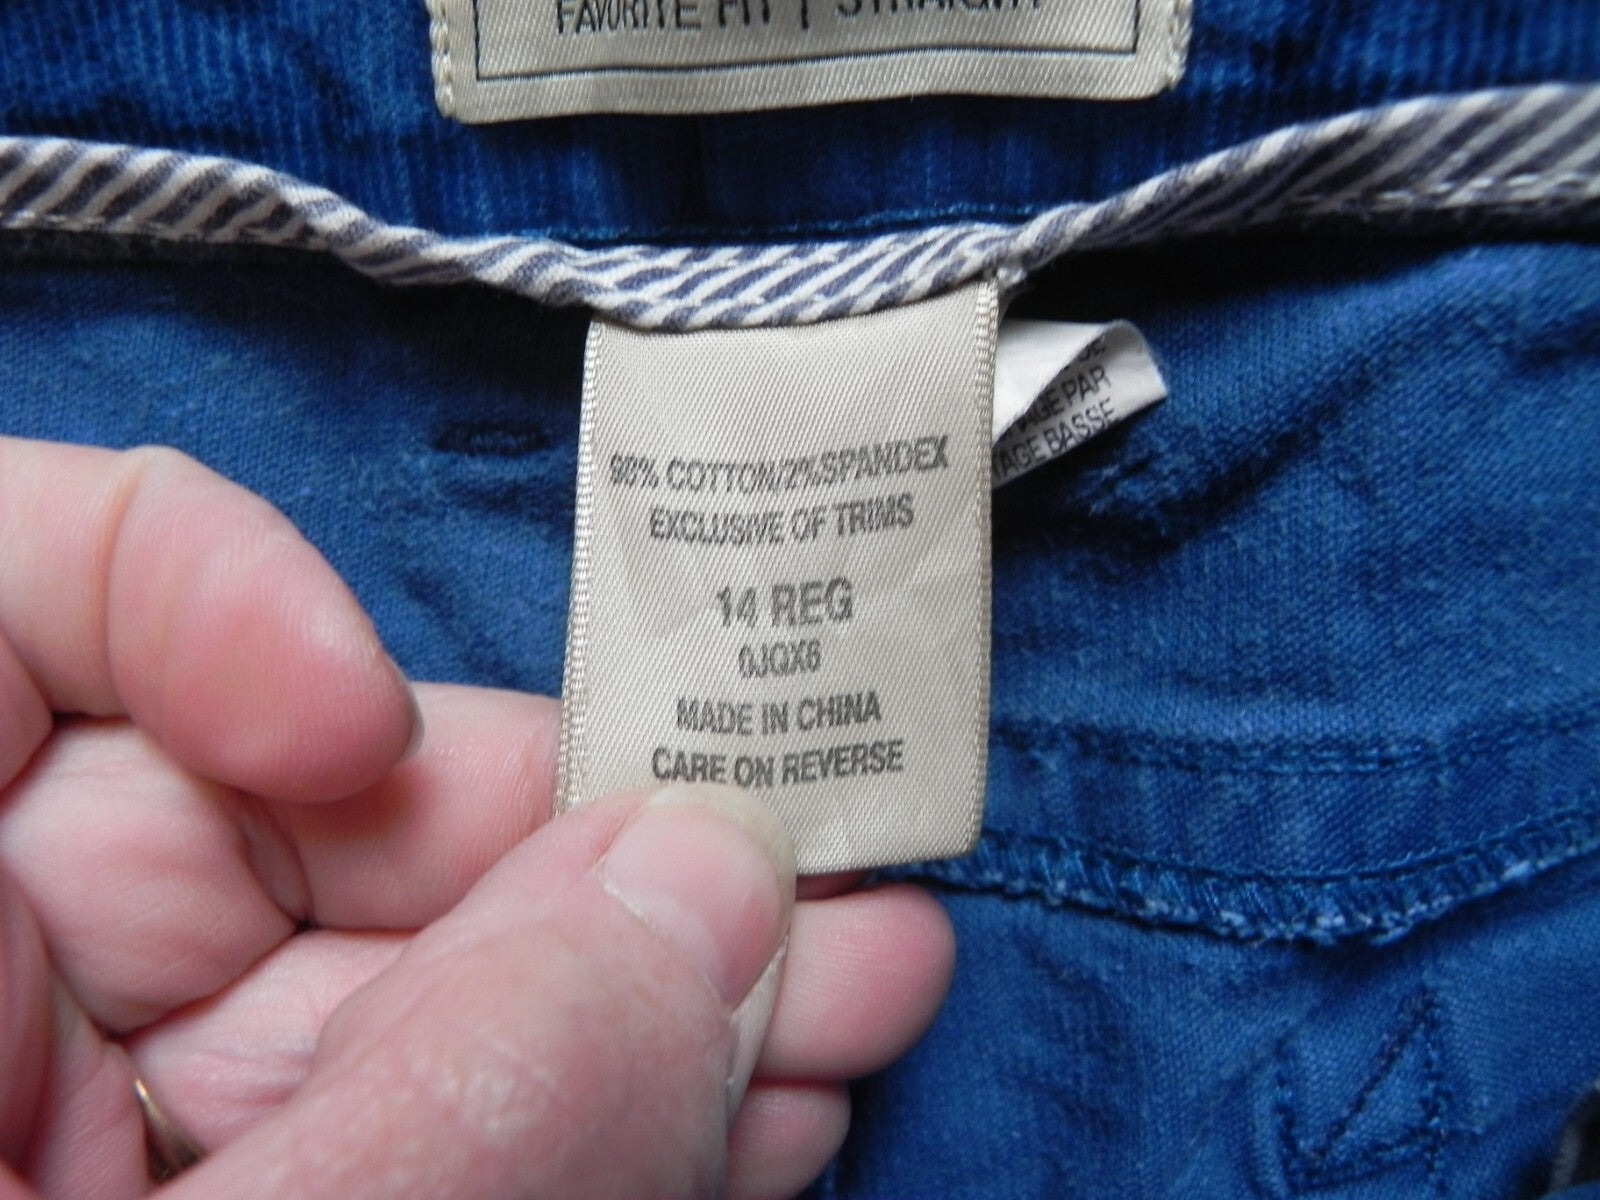 FAVORITE FIT | STRAIGHT
98% COTTON/2%SPANDEX
EXCLUSIVE OF TRIMS
14 REG
0JQX6
MADE IN CHINA
CARE ON REVERSE
PAR
BASSE